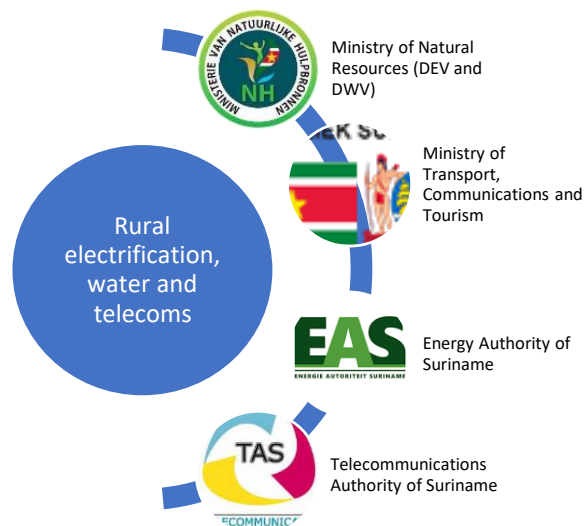 MINISTERIE VAN NATUURLIJKE HULPBRONNEN
NH
Ministry of Natural
Resources (DEV and
DWV)
Ministry of
Transport,
Communications and
Tourism
Rural
electrification,
water and
telecoms
EAS
ENERGIE AUTORITEIT SURINAME
Energy Authority of
Suriname
TAS
Telecommunications
Authority of Suriname